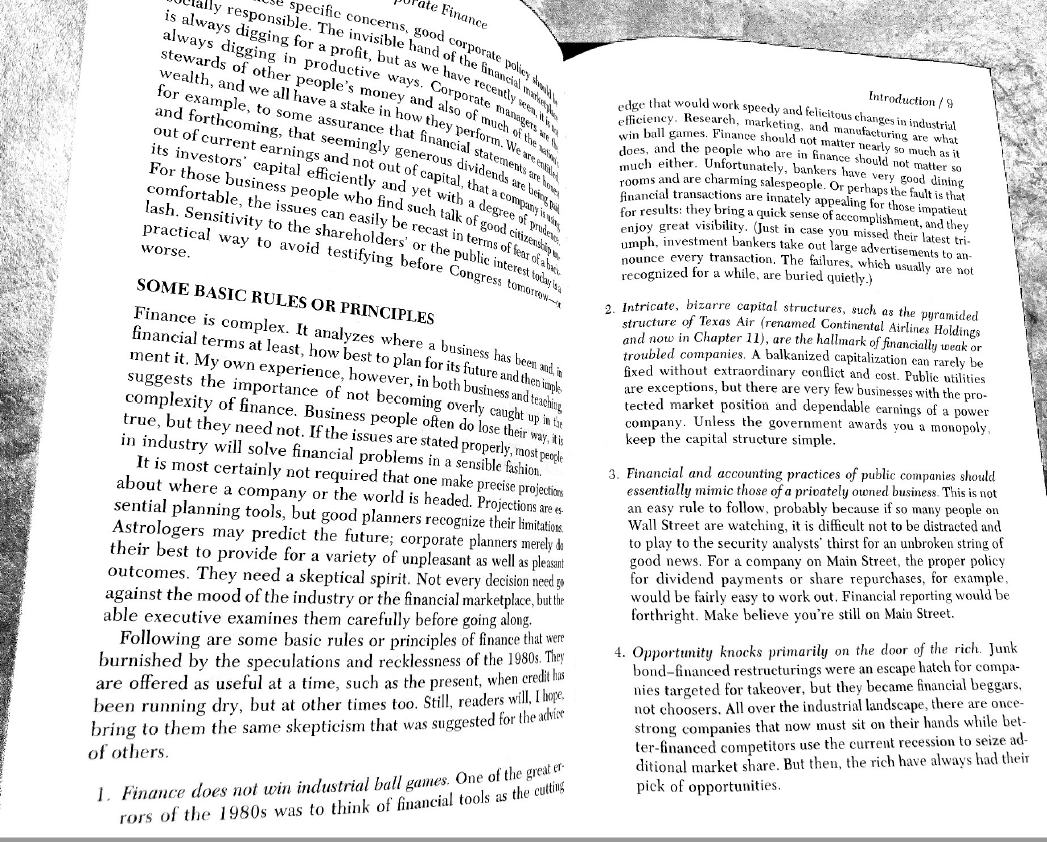 porate Finance
specific concerns, good corporate policy should be
socially responsible. The invisible hand of the financial
is always digging for a profit, but as we have recently seen, it is not
always digging in productive ways. Corporate managers are the
stewards of other people's money and also of much of the nation's
wealth, and we all have a stake in how they perform. We are entitled,
for example, to some assurance that financial statements are honest
and forthcoming, that seemingly generous dividends are being paid
out of current earnings and not out of capital, that a company is using
its investors' capital efficiently and yet with a degree of prudence.
For those business people who find such talk of good citizenship
comfortable, the issues can easily be recast in terms of fear of a back-
lash. Sensitivity to the shareholders' or the public interest today is a
practical way to avoid testifying before Congress tomorrow—or
worse.
SOME BASIC RULES OR PRINCIPLES
Finance is complex. It analyzes where a business has been and, in
financial terms at least, how best to plan for its future and then imple-
ment it. My own experience, however, in both business and teaching
suggests the importance of not becoming overly caught up in the
complexity of finance. Business people often do lose their way, it is
true, but they need not. If the issues are stated properly, most people
in industry will solve financial problems in a sensible fashion.
It is most certainly not required that one make precise projections
about where a company or the world is headed. Projections are es-
sential planning tools, but good planners recognize their limitations.
Astrologers may predict the future; corporate planners merely do
their best to provide for a variety of unpleasant as well as pleasant
outcomes. They need a skeptical spirit. Not every decision need go
against the mood of the industry or the financial marketplace, but the
able executive examines them carefully before going along.
Following are some basic rules or principles of finance that were
burnished by the speculations and recklessness of the 1980s. They
are offered as useful at a time, such as the present, when credit has
been running dry, but at other times too. Still, readers will, I hope,
bring to them the same skepticism that was suggested for the advice
of others.
1. Finance does not win industrial ball games. One of the great er-
rors of the 1980s was to think of financial tools as the cutting
Introduction / 9
edge that would work speedy and felicitous changes in industrial
efficiency. Research, marketing, and manufacturing are what
win ball games. Finance should not matter nearly so much as it
does, and the people who are in finance should not matter so
much either. Unfortunately, bankers have very good dining
rooms and are charming salespeople. Or perhaps the fault is that
financial transactions are innately appealing for those impatient
for results: they bring a quick sense of accomplishment, and they
enjoy great visibility. (Just in case you missed their latest tri-
umph, investment bankers take out large advertisements to an-
nounce every transaction. The failures, which usually are not
recognized for a while, are buried quietly.)
2. Intricate, bizarre capital structures, such as the pyramided
structure of Texas Air (renamed Continental Airlines Holdings
and now in Chapter 11), are the hallmark of financially weak or
troubled companies. A balkanized capitalization can rarely be
fixed without extraordinary conflict and cost. Public utilities
are exceptions, but there are very few businesses with the pro-
tected market position and dependable earnings of a power
company. Unless the government awards you a monopoly,
keep the capital structure simple.
3. Financial and accounting practices of public companies should
essentially mimic those of a privately owned business. This is not
an easy rule to follow, probably because if so many people on
Wall Street are watching, it is difficult not to be distracted and
to play to the security analysts' thirst for an unbroken string of
good news. For a company on Main Street, the proper policy
for dividend payments or share repurchases, for example,
would be fairly easy to work out. Financial reporting would be
forthright. Make believe you're still on Main Street.
4. Opportunity knocks primarily on the door of the rich. Junk
bond–financed restructurings were an escape hatch for compa-
nies targeted for takeover, but they became financial beggars,
not choosers. All over the industrial landscape, there are once-
strong companies that now must sit on their hands while bet-
ter-financed competitors use the current recession to seize ad-
ditional market share. But then, the rich have always had their
pick of opportunities.